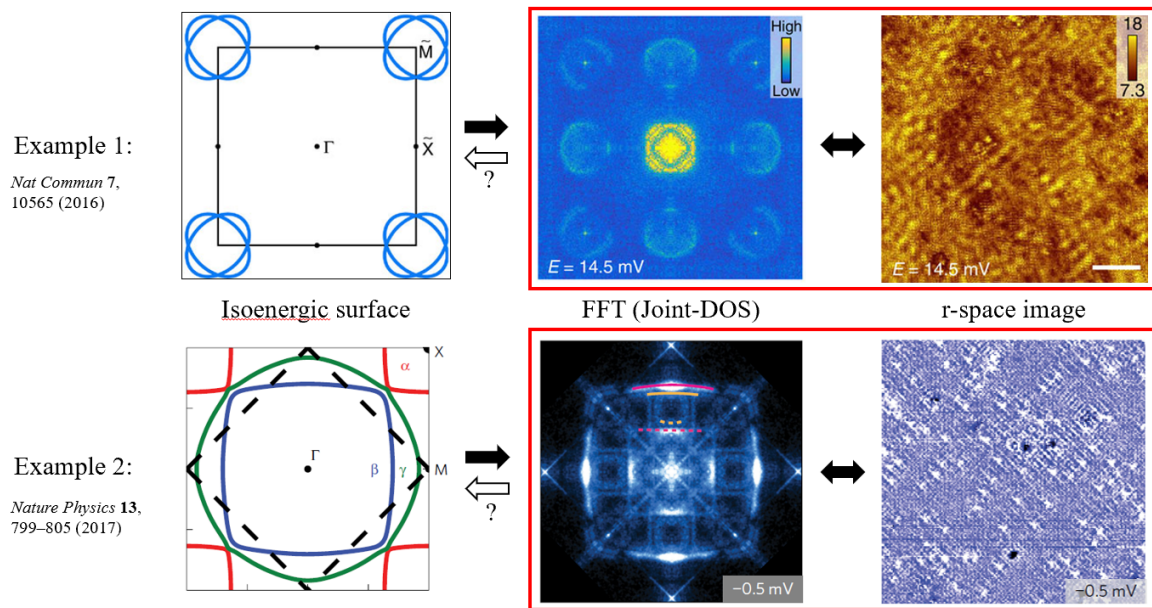 Example 1:
Nat Commun 7,
10565 (2016)
M̃
X̃
Γ
?
High
Low
E = 14.5 mV
18
7.3
E = 14.5 mV
Isoenergic surface
FFT (Joint-DOS)
r-space image
Example 2:
Nature Physics 13,
799–805 (2017)
X
α
Γ
β
γ
M
?
−0.5 mV
−0.5 mV